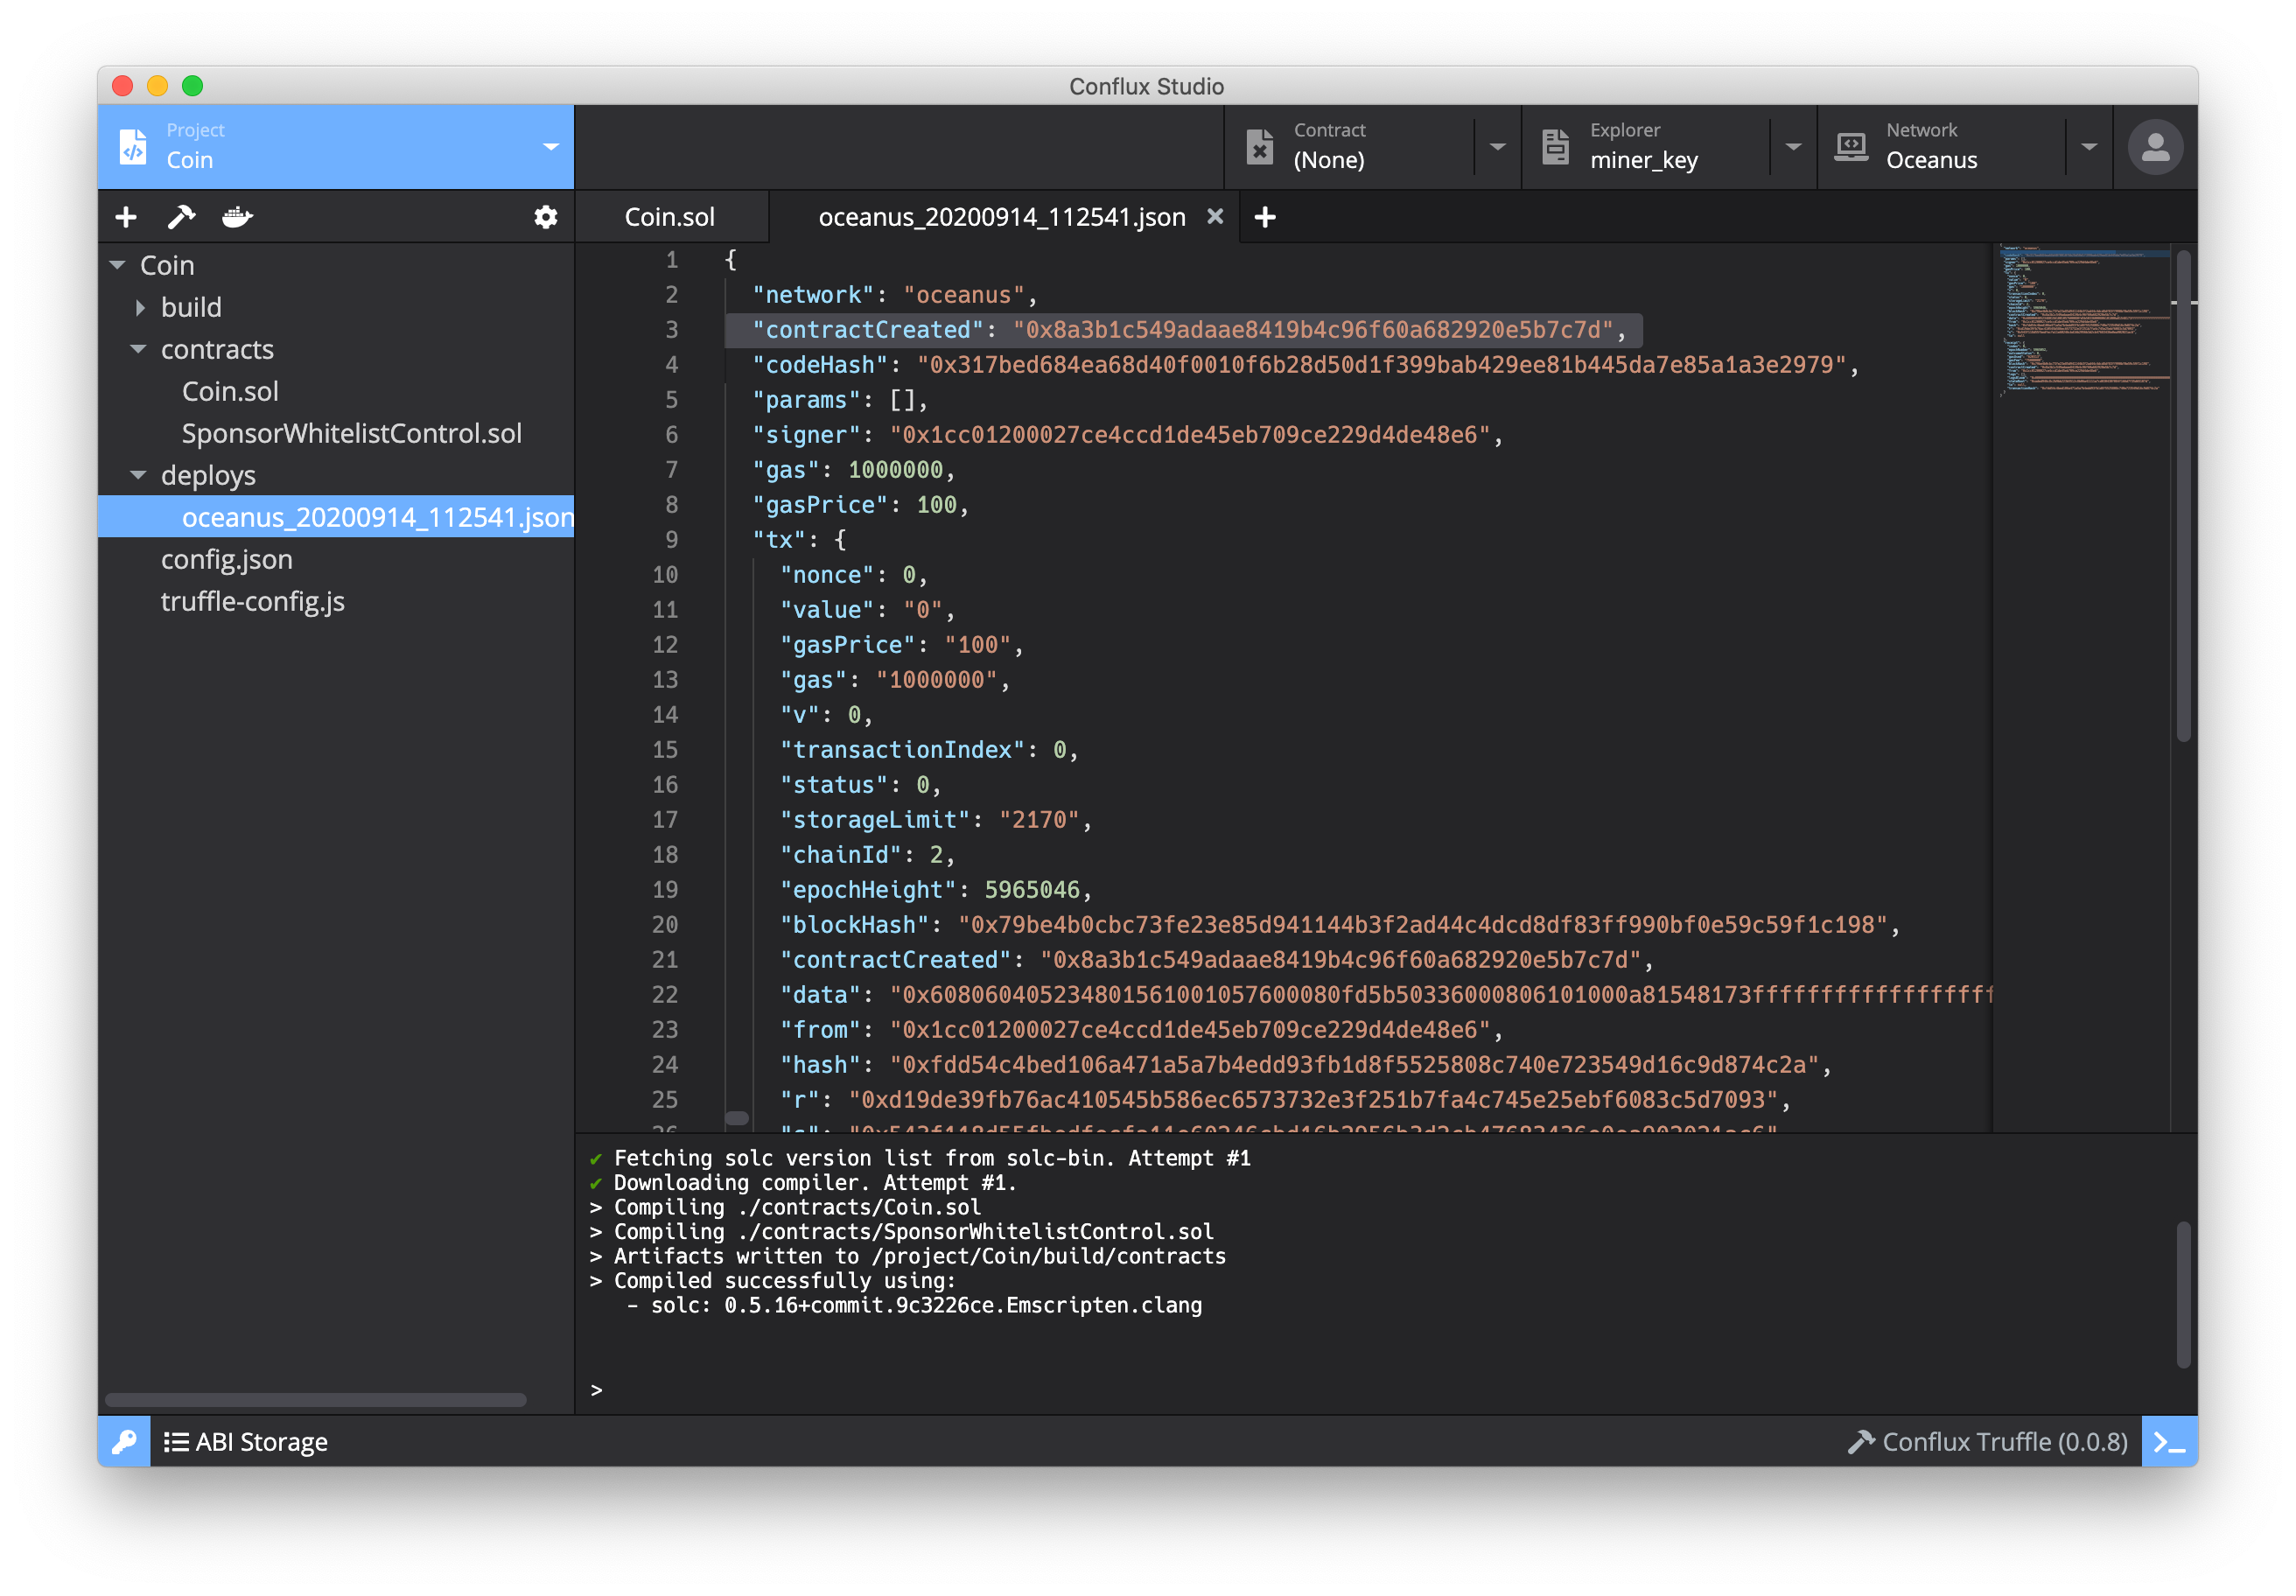 Conflux Studio
Project
Coin
Contract
(None)
Explorer
miner_key
Network
Oceanus
Coin.sol
oceanus_20200914_112541.json
Coin
build
contracts
Coin.sol
SponsorWhitelistControl.sol
deploys
oceanus_20200914_112541.json
config.json
truffle-config.js
1 {
2 "network": "oceanus",
3 "contractCreated": "0x8a3b1c549adaae8419b4c96f60a682920e5b7c7d",
4 "codeHash": "0x317bed684ea68d40f0010f6b28d50d1f399bab429ee81b445da7e85a1a3e2979",
5 "params": [],
6 "signer": "0x1cc01200027ce4ccd1de45eb709ce229d4de48e6",
7 "gas": 1000000,
8 "gasPrice": 100,
9 "tx": {
10 "nonce": 0,
11 "value": "0",
12 "gasPrice": "100",
13 "gas": "1000000",
14 "v": 0,
15 "transactionIndex": 0,
16 "status": 0,
17 "storageLimit": "2170",
18 "chainId": 2,
19 "epochHeight": 5965046,
20 "blockHash": "0x79be4b0cbc73fe23e85d941144b3f2ad44c4dcd8df83ff990bf0e59c59f1c198",
21 "contractCreated": "0x8a3b1c549adaae8419b4c96f60a682920e5b7c7d",
22 "data": "0x608060405234801561001057600080fd5b50336000806101000a81548173ffffffffffffffffff
23 "from": "0x1cc01200027ce4ccd1de45eb709ce229d4de48e6",
24 "hash": "0xfdd54c4bed106a471a5a7b4edd93fb1d8f5525808c740e723549d16c9d874c2a",
25 "r": "0xd19de39fb76ac410545b586ec6573732e3f251b7fa4c745e25ebf6083c5d7093",
✔ Fetching solc version list from solc-bin. Attempt #1
✔ Downloading compiler. Attempt #1.
> Compiling ./contracts/Coin.sol
> Compiling ./contracts/SponsorWhitelistControl.sol
> Artifacts written to /project/Coin/build/contracts
> Compiled successfully using:
- solc: 0.5.16+commit.9c3226ce.Emscripten.clang
>
ABI Storage
Conflux Truffle (0.0.8)